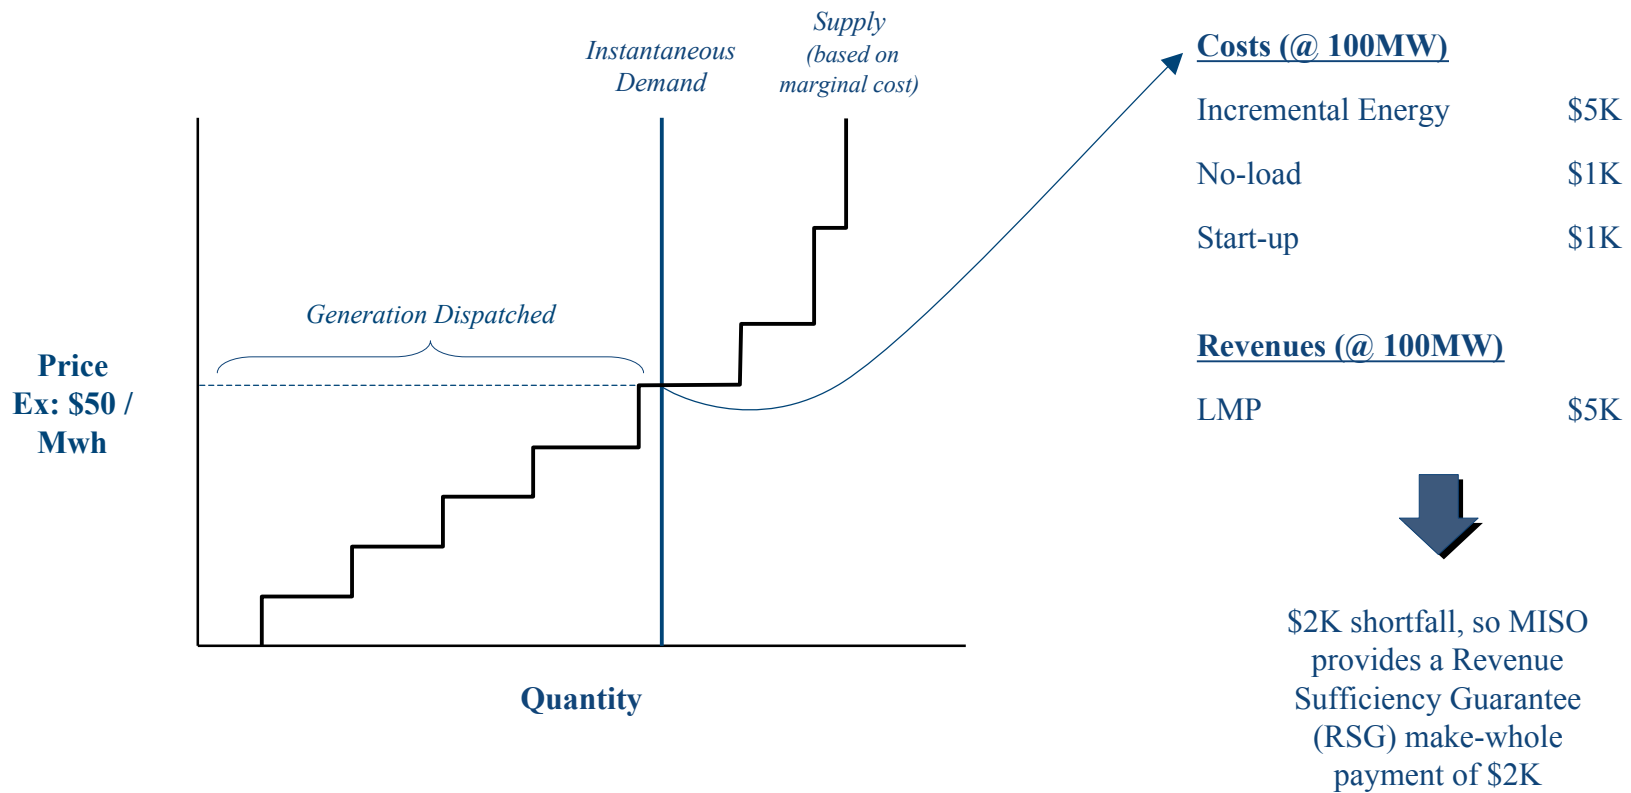 Instantaneous
Demand
Supply
(based on
marginal cost)
Generation Dispatched
Price
Ex: $50 /
Mwh
Quantity
Costs (@ 100MW)
Incremental Energy $5K
No-load $1K
Start-up $1K
Revenues (@ 100MW)
LMP $5K
$2K shortfall, so MISO
provides a Revenue
Sufficiency Guarantee
(RSG) make-whole
payment of $2K